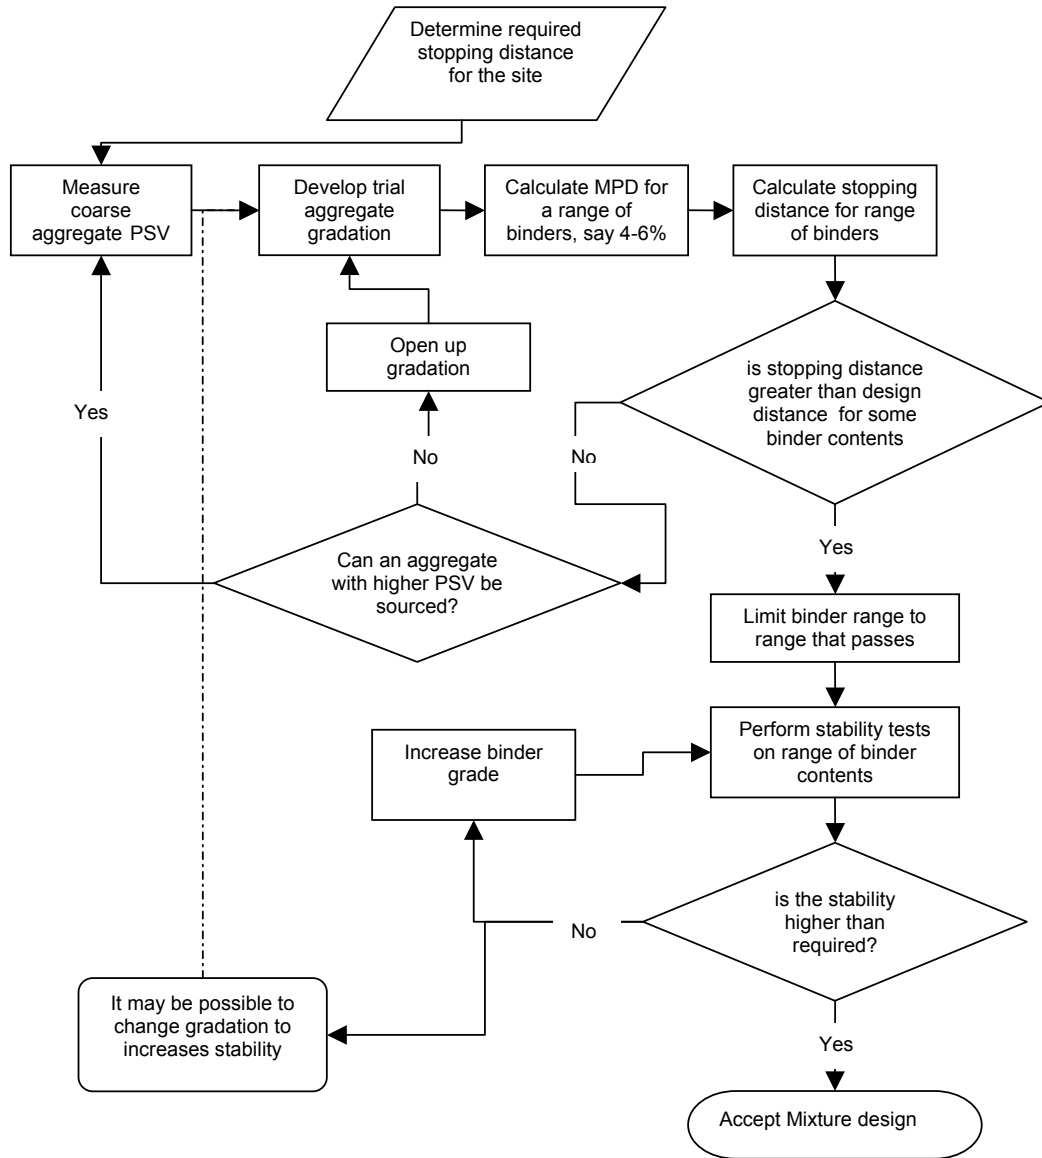 Determine required
stopping distance
for the site
Measure
coarse
aggregate PSV
Develop trial
aggregate
gradation
Calculate MPD for
a range of
binders, say 4-6%
Calculate stopping
distance for range
of binders
Open up
gradation
is stopping distance
greater than design
distance for some
binder contents
Yes
No
No
Can an aggregate
with higher PSV be
sourced?
Yes
Limit binder range to
range that passes
Increase binder
grade
Perform stability tests
on range of binder
contents
is the stability
higher than
required?
No
It may be possible to
change gradation to
increases stability
Yes
Accept Mixture design